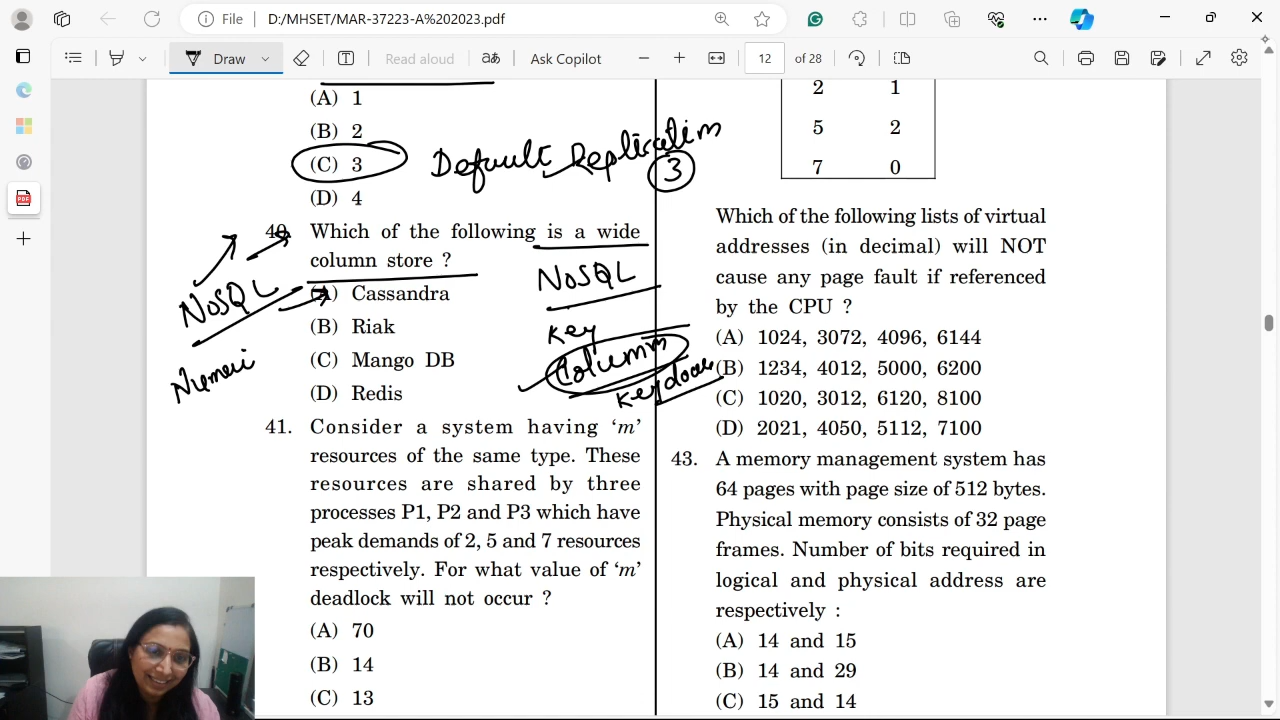 File
D:/MHSET/MAR-37223-A%202023.pdf
Draw
Read aloud
aあ
Ask Copilot
12
of 28
(A) 1
(B) 2
(C) 3
(D) 4
Default Replication
3
40. Which of the following is a wide
column store ?
(A) Cassandra
(B) Riak
(C) Mango DB
(D) Redis
NoSQL
Numeri
NoSQL
Key
Column
Key
41. Consider a system having ‘m’
resources of the same type. These
resources are shared by three
processes P1, P2 and P3 which have
peak demands of 2, 5 and 7 resources
respectively. For what value of ‘m’
deadlock will not occur ?
(A) 70
(B) 14
(C) 13
2 1
5 2
7 0
Which of the following lists of virtual
addresses (in decimal) will NOT
cause any page fault if referenced
by the CPU ?
(A) 1024, 3072, 4096, 6144
(B) 1234, 4012, 5000, 6200
(C) 1020, 3012, 6120, 8100
(D) 2021, 4050, 5112, 7100
43. A memory management system has
64 pages with page size of 512 bytes.
Physical memory consists of 32 page
frames. Number of bits required in
logical and physical address are
respectively :
(A) 14 and 15
(B) 14 and 29
(C) 15 and 14